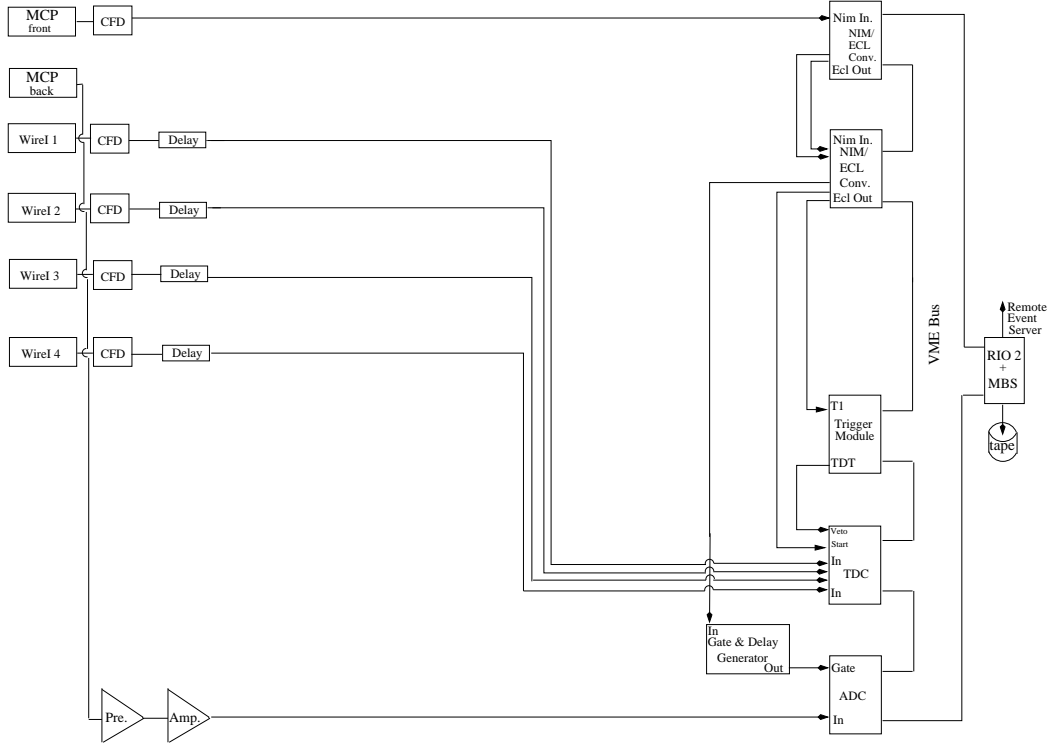 MCP
front
CFD
MCP
back
WireI 1
CFD
Delay
WireI 2
CFD
Delay
WireI 3
CFD
Delay
WireI 4
CFD
Delay
Pre.
Amp.
Nim In.
NIM/
ECL
Conv.
Ecl Out
Nim In.
NIM/
ECL
Conv.
Ecl Out
VME Bus
T1
Trigger
Module
TDT
Veto
Start
In
TDC
In
In
Gate & Delay
Generator
Out
Gate
ADC
In
Remote
Event
Server
RIO 2
+
MBS
tape